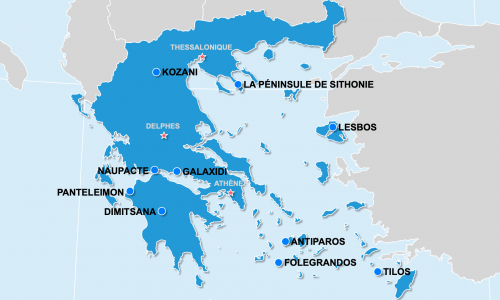 THESSALONIQUE
KOZANI
LA PÉNINSULE DE SITHONIE
DELPHES
LESBOS
NAUPACTE
GALAXIDI
PANTELEIMON
ATHÈNES
DIMITSANA
ANTIPAROS
FOLEGRANDOS
TILOS